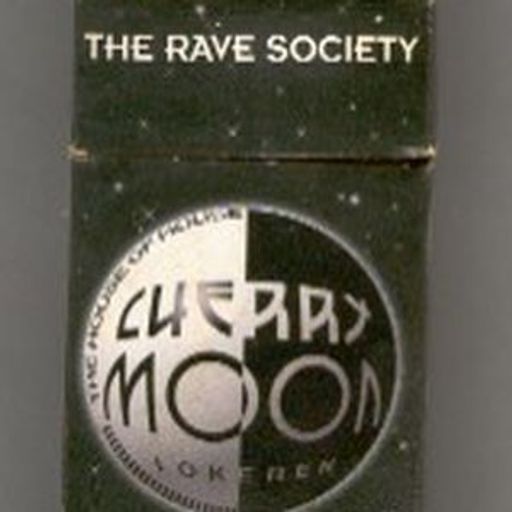 THE RAVE SOCIETY
THE HOUSE OF HOUSE
CHERRY
MOON
LOKEREN